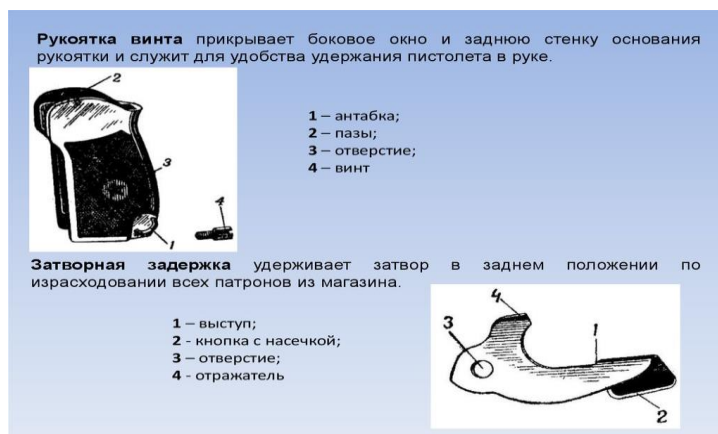 Рукоятка винта прикрывает боковое окно и заднюю стенку основания
рукоятки и служит для удобства удержания пистолета в руке.
2
3
4
1
1 – антабка;
2 – пазы;
3 – отверстие;
4 – винт
Затворная задержка удерживает затвор в заднем положении по
израсходовании всех патронов из магазина.
1 – выступ;
2 - кнопка с насечкой;
3 – отверстие;
4 - отражатель
4
3
1
2